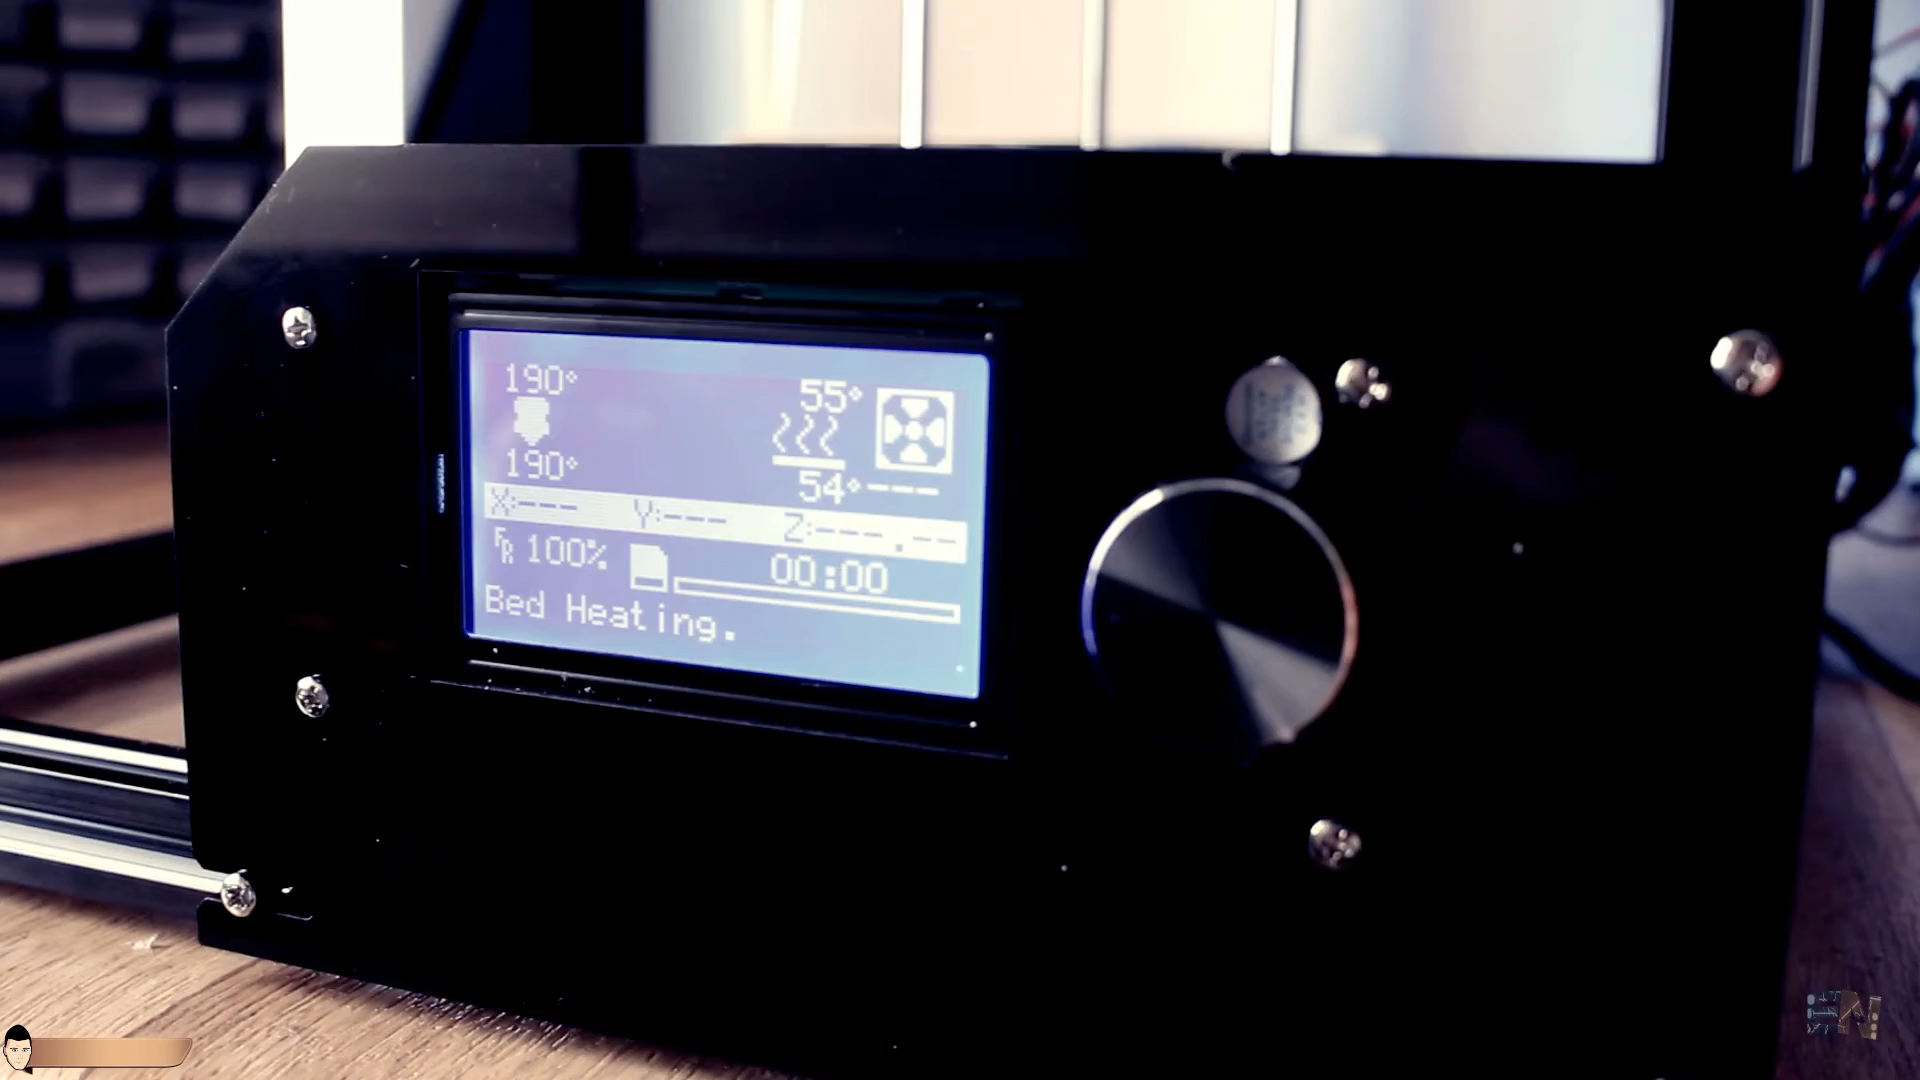 190°
55°
190°
54° ---
X:--- Y:--- Z:---.--
FR 100% 00:00
Bed Heating.